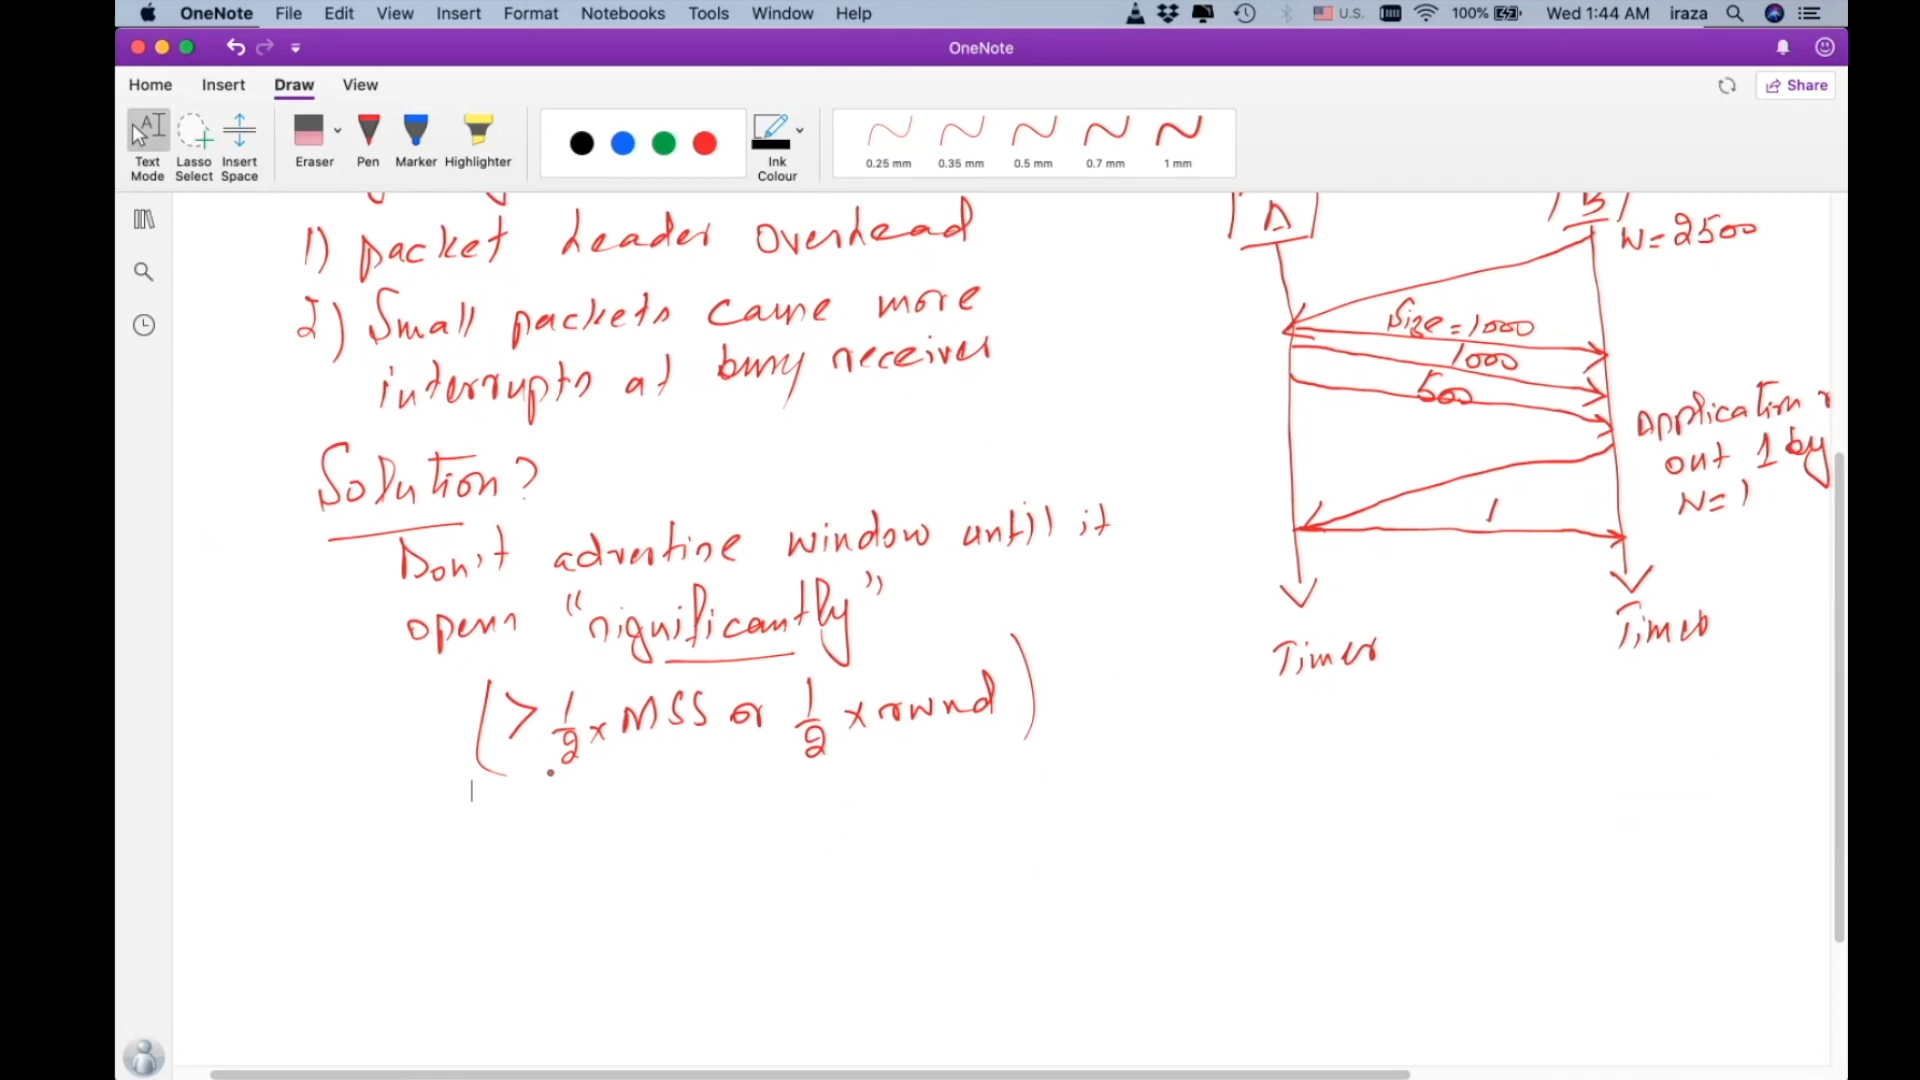 OneNote File Edit View Insert Format Notebooks Tools Window Help U.S. 100% Wed 1:44 AM iraza
OneNote
Home Insert Draw View Share
Text Mode
Lasso Select
Insert Space
Eraser
Pen
Marker
Highlighter
Ink Colour
0.25 mm 0.35 mm 0.5 mm 0.7 mm 1 mm
1) packet header overhead
2) Small packets cause more
interrupts at busy receiver
Solution?
Don't advertise window until it
opens "significantly"
(> 1/2 x MSS or 1/2 x rwnd)
A
B
W=2500
Size=1000
1000
500
Application
out 1 by
W=1
1
Timer
Timer